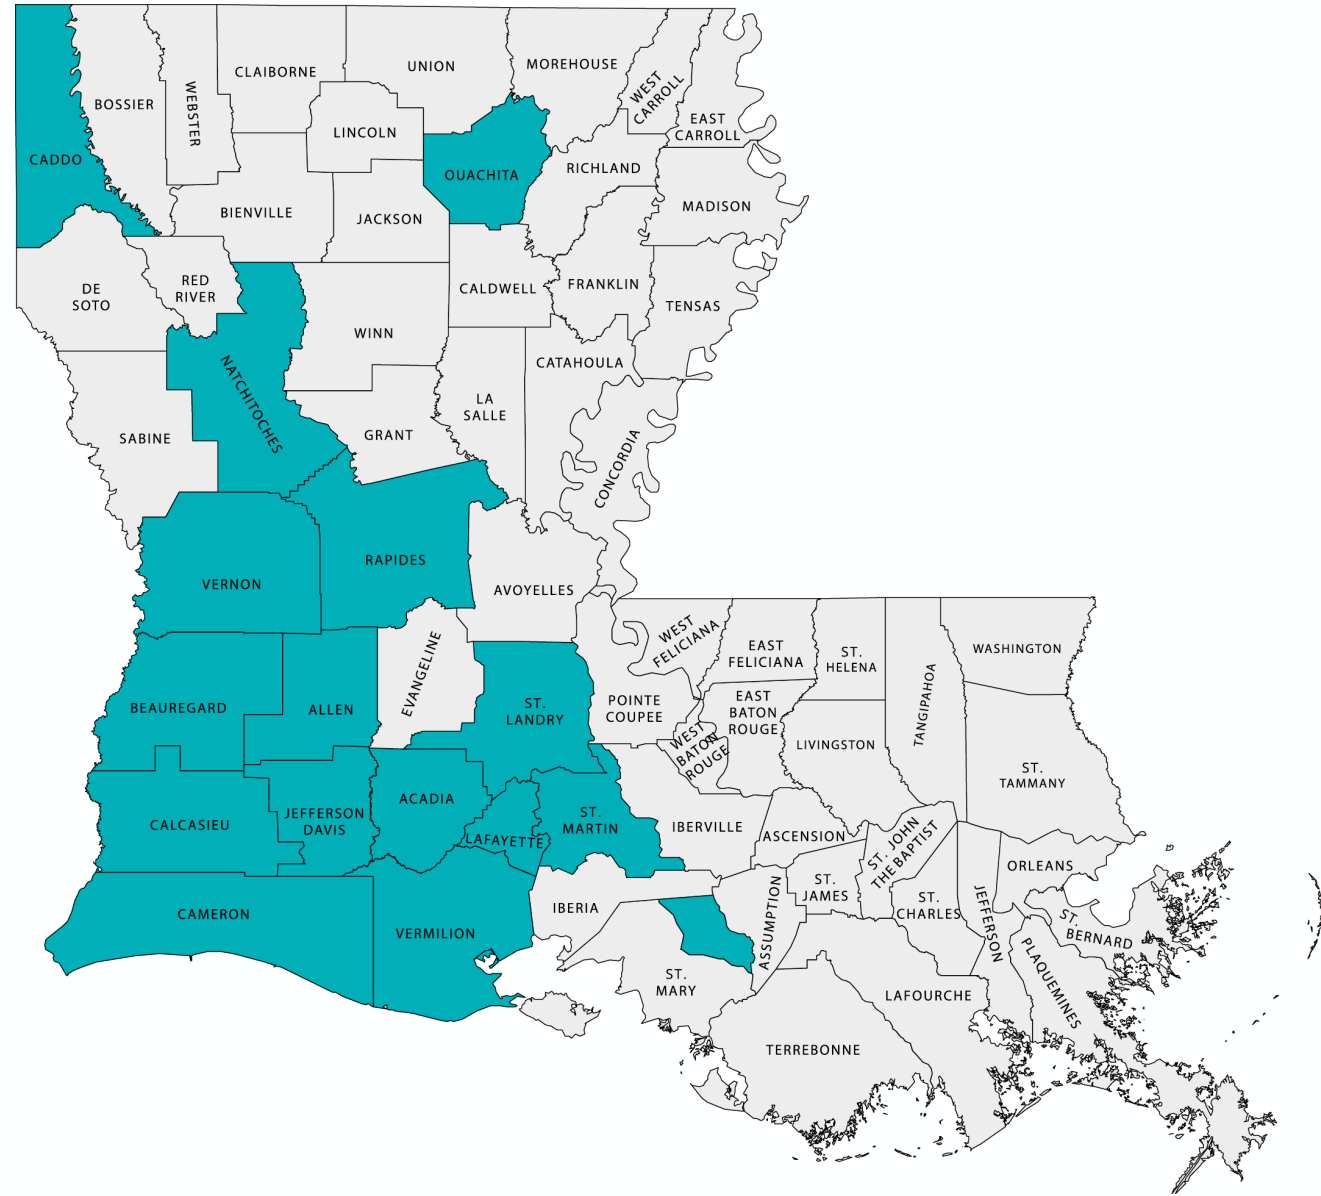 CLAIBORNE
UNION
MOREHOUSE
WEST
CARROLL
BOSSIER
WEBSTER
LINCOLN
EAST
CARROLL
CADDO
OUACHITA
RICHLAND
BIENVILLE
JACKSON
MADISON
DE
SOTO
RED
RIVER
CALDWELL
FRANKLIN
TENSAS
WINN
NATCHITOCHES
CATAHOULA
LA
SALLE
SABINE
GRANT
CONCORDIA
VERNON
RAPIDES
AVOYELLES
WEST
FELICIANA
EAST
FELICIANA
ST.
HELENA
WASHINGTON
BEAUREGARD
ALLEN
EVANGELINE
ST.
LANDRY
POINTE
COUPEE
EAST
BATON
ROUGE
WEST
BATON
ROUGE
LIVINGSTON
TANGIPAHOA
ST.
TAMMANY
CALCASIEU
JEFFERSON
DAVIS
ACADIA
LAFAYETTE
ST.
MARTIN
IBERVILLE
ASCENSION
ST. JOHN
THE BAPTIST
ORLEANS
CAMERON
VERMILION
IBERIA
ASSUMPTION
ST.
JAMES
ST.
CHARLES
JEFFERSON
ST.
BERNARD
PLAQUEMINES
ST.
MARY
LAFOURCHE
TERREBONNE